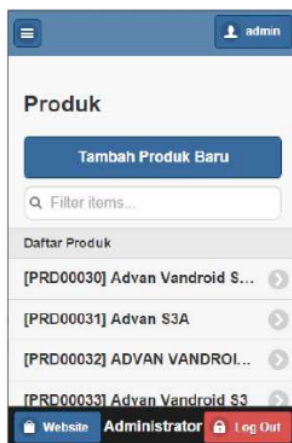 admin
Produk
Tambah Produk Baru
Filter items...
Daftar Produk
[PRD00030] Advan Vandroid S...
[PRD00031] Advan S3A
[PRD00032] ADVAN VANDROI...
[PRD00033] Advan Vandroid S3
Website Administrator Log Out